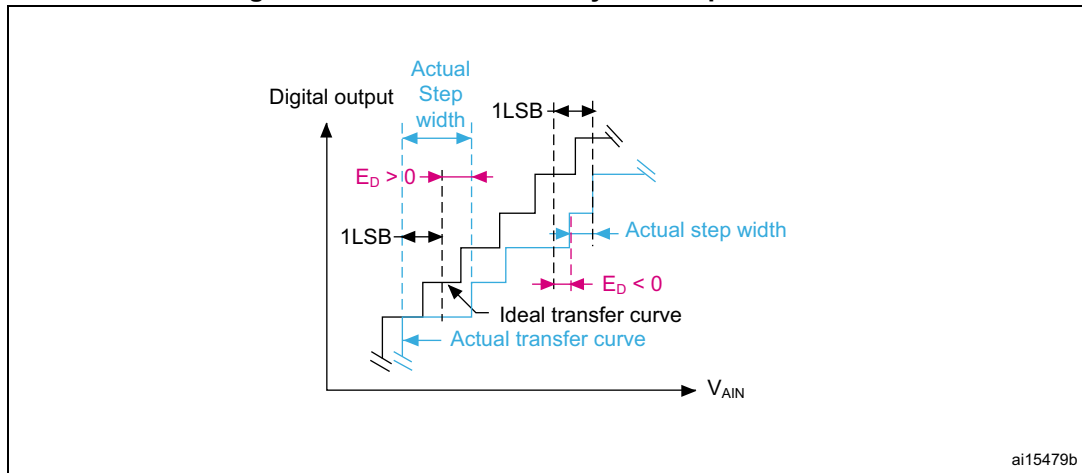 Actual
Step
width
Digital output
1LSB
E_D > 0
1LSB
Actual step width
E_D < 0
Ideal transfer curve
Actual transfer curve
V_AIN
ai15479b